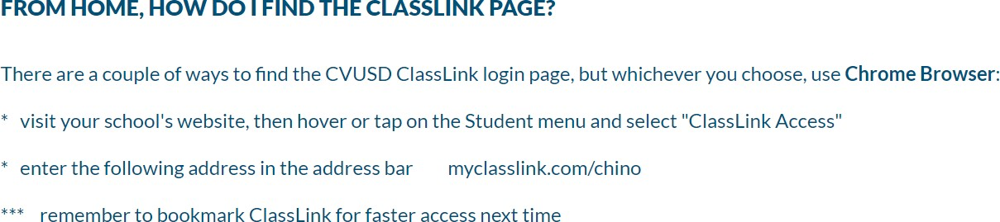 FROM HOME, HOW DO I FIND THE CLASSLINK PAGE?
There are a couple of ways to find the CVUSD ClassLink login page, but whichever you choose, use Chrome Browser:
* visit your school's website, then hover or tap on the Student menu and select "ClassLink Access"
* enter the following address in the address bar myclasslink.com/chino
*** remember to bookmark ClassLink for faster access next time